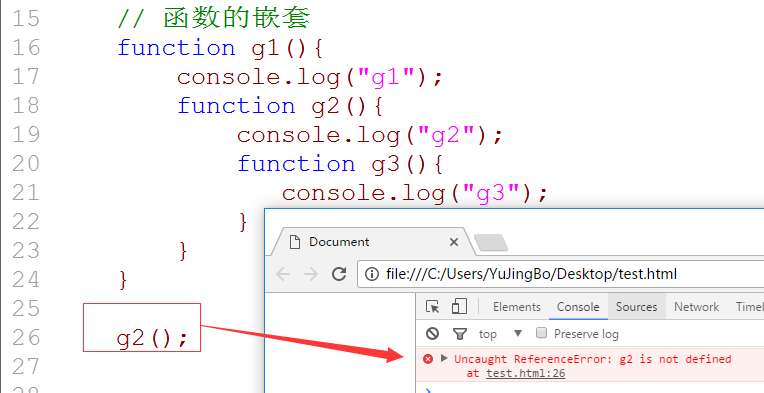 15 // 函数的嵌套
16 function g1(){
17 console.log("g1");
18 function g2(){
19 console.log("g2");
20 function g3(){
21 console.log("g3");
22 }
23 }
24 }
25
26 g2();
27
Document
file:///C:/Users/YuJingBo/Desktop/test.html
Elements Console Sources Network Timel
top Preserve log
Uncaught ReferenceError: g2 is not defined
at test.html:26